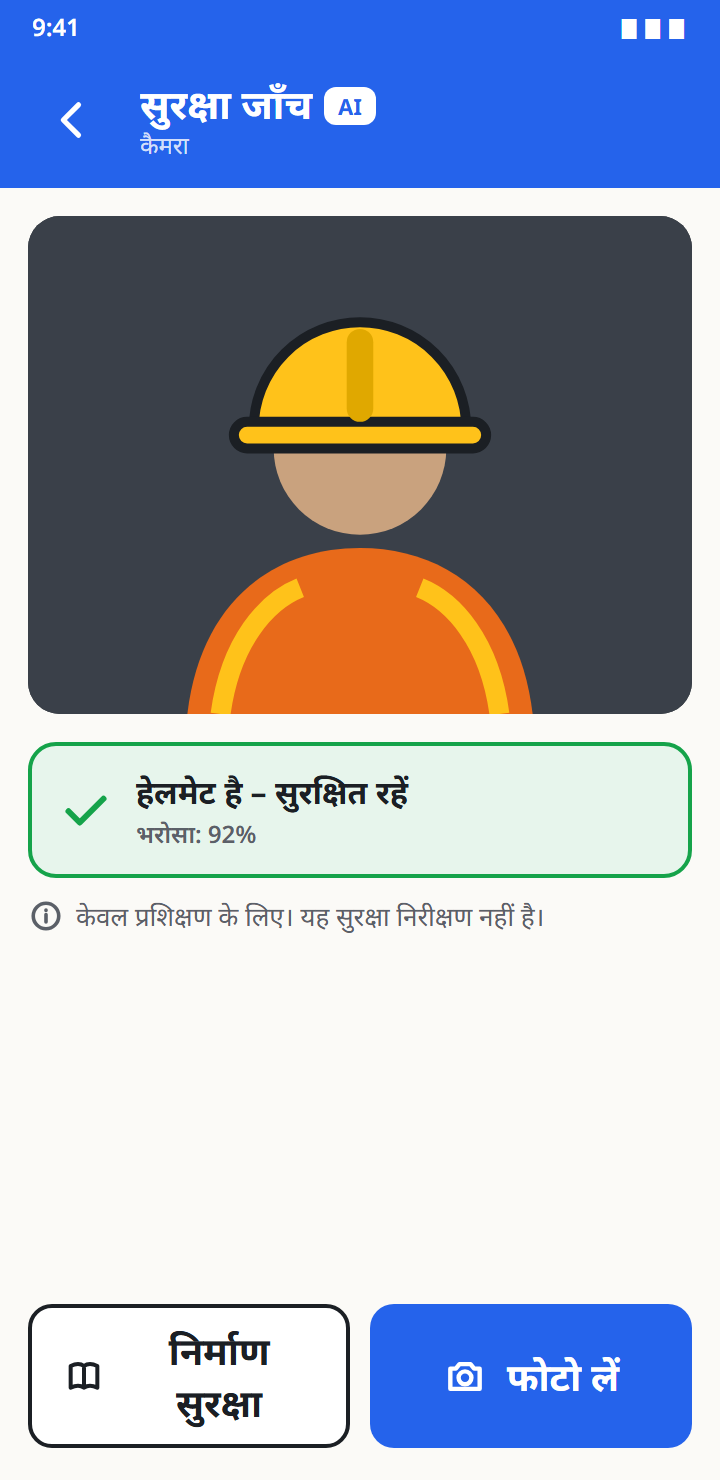 9:41
सुरक्षा जाँच AI
कैमरा
हेलमेट है – सुरक्षित रहें
भरोसा: 92%
केवल प्रशिक्षण के लिए। यह सुरक्षा निरीक्षण नहीं है।
निर्माण
सुरक्षा
फोटो लें